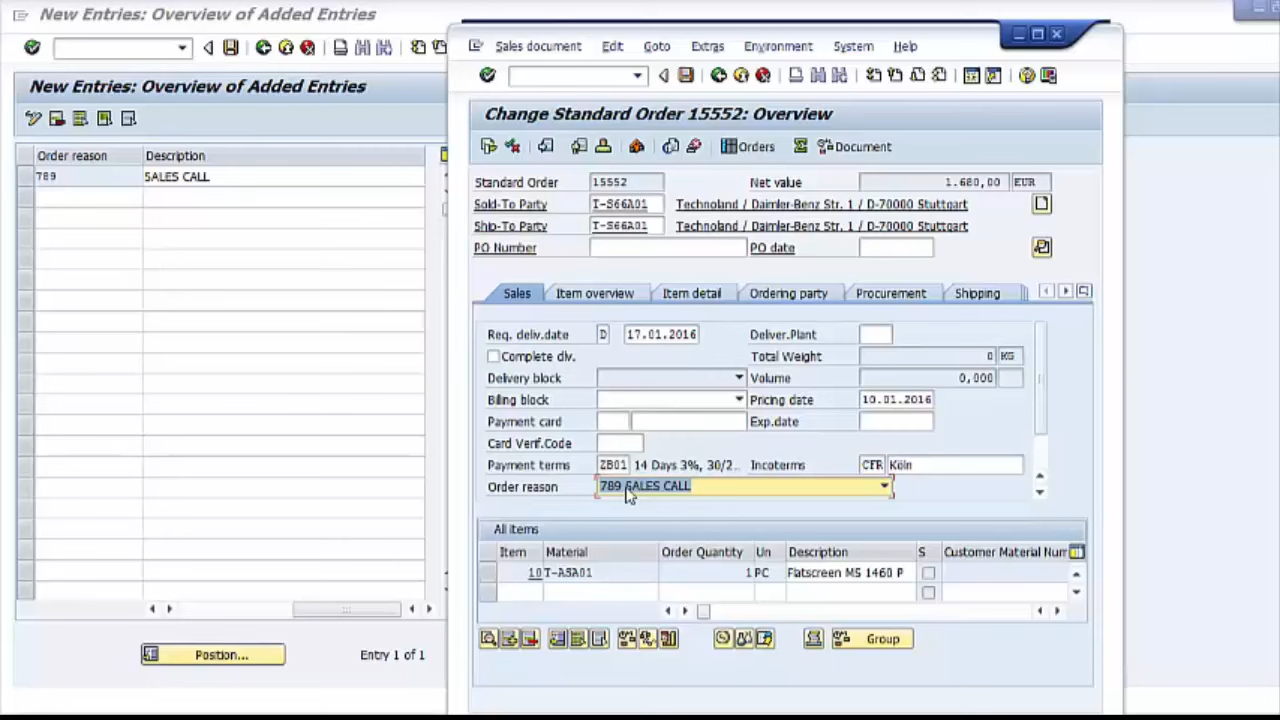 New Entries: Overview of Added Entries
New Entries: Overview of Added Entries
Order reason Description
789 SALES CALL
Position... Entry 1 of 1
Sales document Edit Goto Extras Environment System Help
Change Standard Order 15552: Overview
Orders Document
Standard Order 15552 Net value 1.680,00 EUR
Sold-To Party T-S66A01 Technoland / Daimler-Benz Str. 1 / D-70000 Stuttgart
Ship-To Party T-S66A01 Technoland / Daimler-Benz Str. 1 / D-70000 Stuttgart
PO Number PO date
Sales Item overview Item detail Ordering party Procurement Shipping
Req. deliv.date D 17.01.2016 Deliver.Plant
Complete dlv. Total Weight 0 KG
Delivery block Volume 0,000
Billing block Pricing date 10.01.2016
Payment card Exp.date
Card Verif.Code
Payment terms ZB01 14 Days 3%, 30/2... Incoterms CFR Köln
Order reason 789 SALES CALL
All items
Item Material Order Quantity Un Description S Customer Material Num
10 T-ASA01 1 PC Flatscreen MS 1460 P
Group